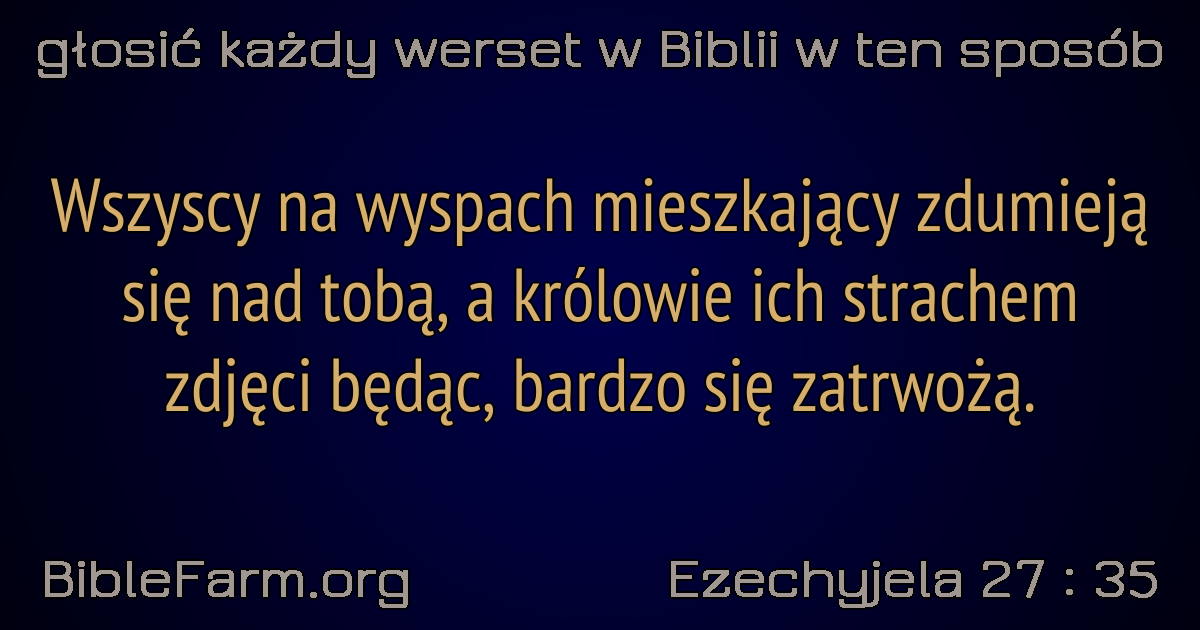 głosić każdy werset w Biblii w ten sposób
Wszyscy na wyspach mieszkający zdumieją
się nad tobą, a królowie ich strachem
zdjęci będąc, bardzo się zatrwożą.
BibleFarm.org
Ezechyjela 27 : 35